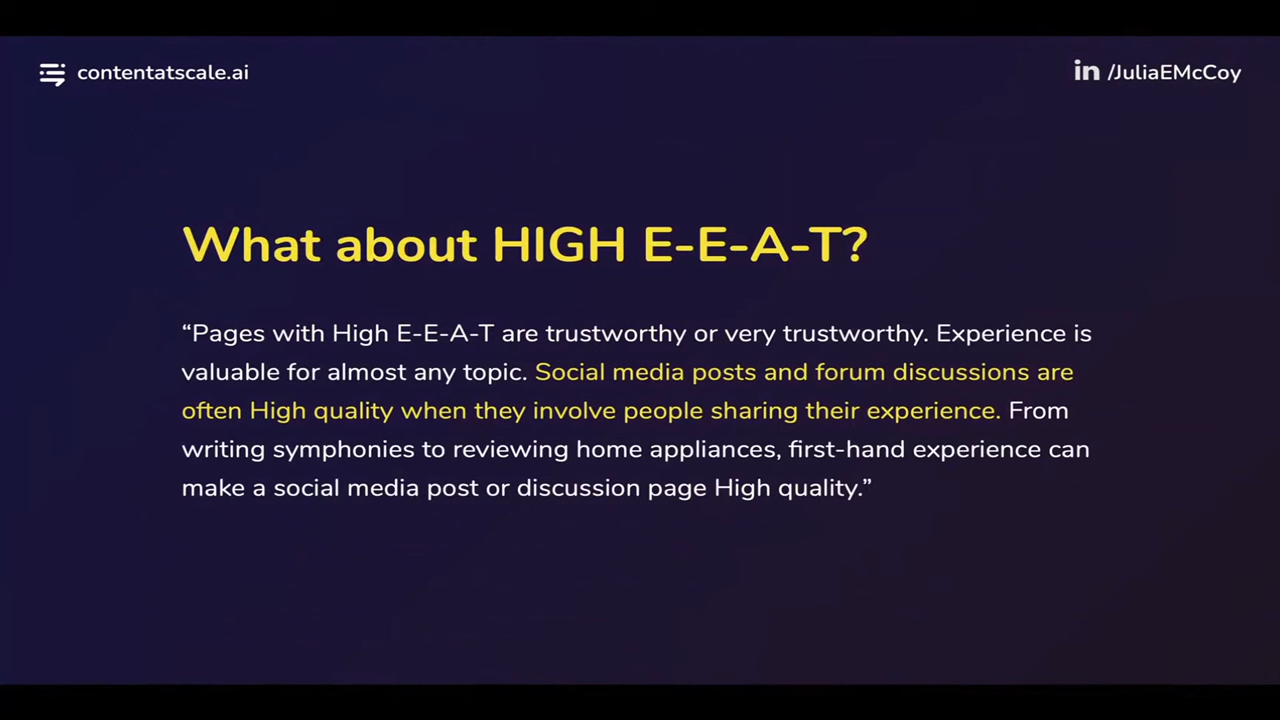 contentatscale.ai
in /JuliaEMcCoy
What about HIGH E-E-A-T?
“Pages with High E-E-A-T are trustworthy or very trustworthy. Experience is
valuable for almost any topic. Social media posts and forum discussions are
often High quality when they involve people sharing their experience. From
writing symphonies to reviewing home appliances, first-hand experience can
make a social media post or discussion page High quality.”